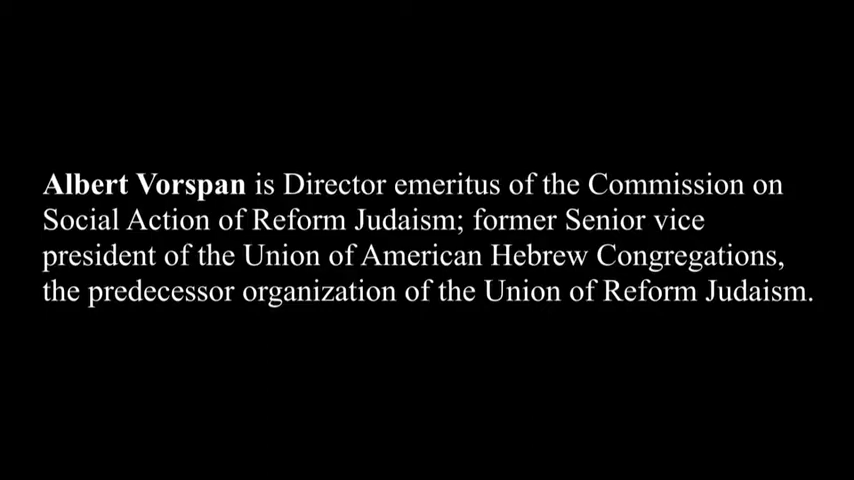 Albert Vorspan is Director emeritus of the Commission on
Social Action of Reform Judaism; former Senior vice
president of the Union of American Hebrew Congregations,
the predecessor organization of the Union of Reform Judaism.